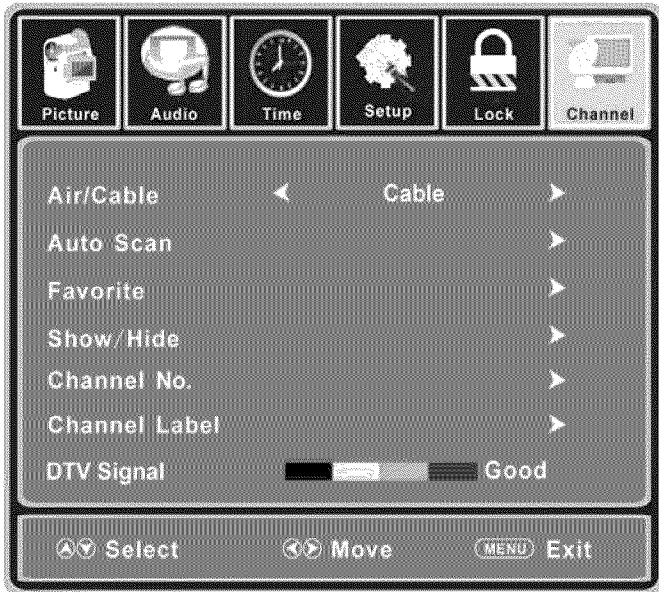 Picture Audio Time Setup Lock Channel
Air/Cable Cable
Auto Scan
Favorite
Show/Hide
Channel No.
Channel Label
DTV Signal Good
Select Move MENU Exit